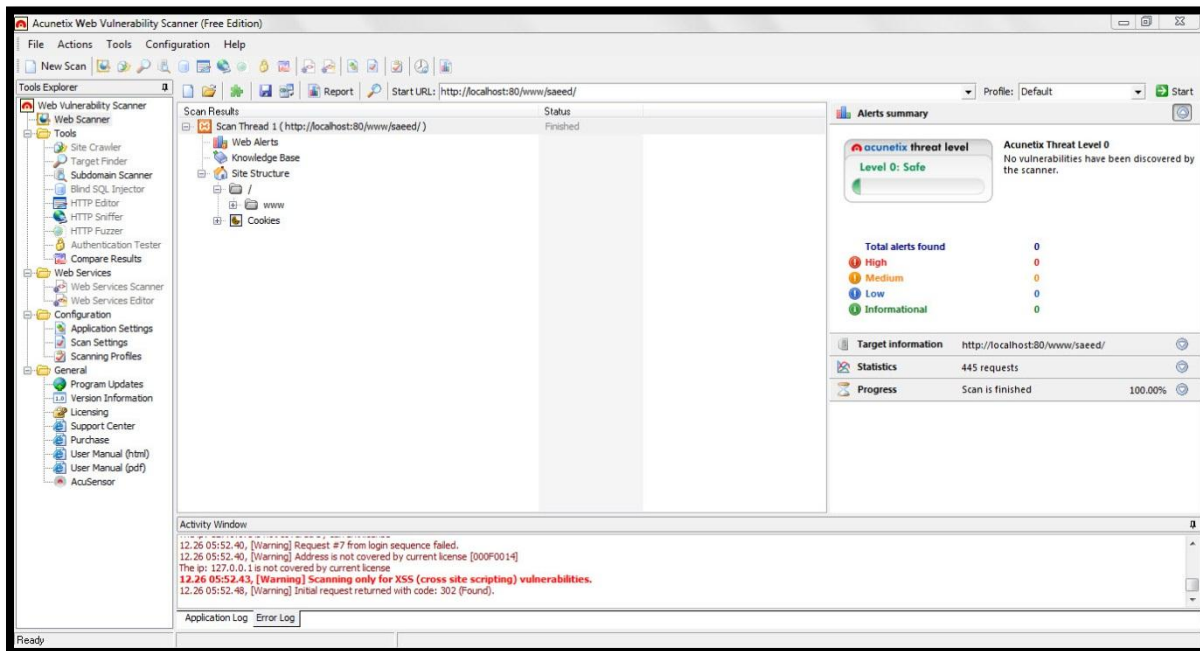 Acunetix Web Vulnerability Scanner (Free Edition)
File Actions Tools Configuration Help
New Scan
Tools Explorer
Report Start URL: http://localhost:80/www/saeed/ Profile: Default Start
Web Vulnerability Scanner
Web Scanner
Tools
Site Crawler
Target Finder
Subdomain Scanner
Blind SQL Injector
HTTP Editor
HTTP Sniffer
HTTP Fuzzer
Authentication Tester
Compare Results
Web Services
Web Services Scanner
Web Services Editor
Configuration
Application Settings
Scan Settings
Scanning Profiles
General
Program Updates
Version Information
Licensing
Support Center
Purchase
User Manual (html)
User Manual (pdf)
AcuSensor
Scan Results Status
Scan Thread 1 ( http://localhost:80/www/saeed/ ) Finished
Web Alerts
Knowledge Base
Site Structure
/
www
Cookies
Alerts summary
acunetix threat level
Level 0: Safe
Acunetix Threat Level 0
No vulnerabilities have been discovered by
the scanner.
Total alerts found 0
High 0
Medium 0
Low 0
Informational 0
Target information http://localhost:80/www/saeed/
Statistics 445 requests
Progress Scan is finished 100.00%
Activity Window
12.26 05:52.40, [Warning] Request #7 from login sequence failed.
12.26 05:52.40, [Warning] Address is not covered by current license [000F0014]
The ip: 127.0.0.1 is not covered by current license
12.26 05:52.43, [Warning] Scanning only for XSS (cross site scripting) vulnerabilities.
12.26 05:52.48, [Warning] Initial request returned with code: 302 (Found).
Application Log Error Log
Ready